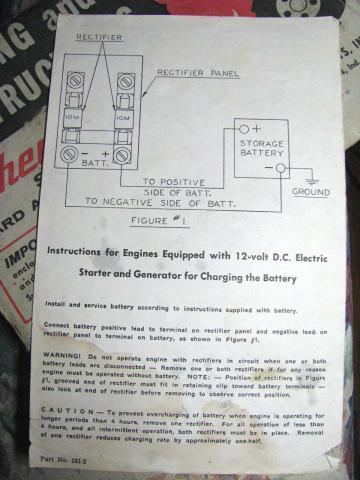 RECTIFIER
RECTIFIER PANEL
10M
10M
- BATT. +
+
STORAGE
BATTERY
-
TO POSITIVE
SIDE OF BATT.
TO NEGATIVE SIDE OF BATT.
GROUND
FIGURE #1
Instructions for Engines Equipped with 12-volt D.C. Electric
Starter and Generator for Charging the Battery
Install and service battery according to instructions supplied with battery.
Connect battery positive lead to terminal on rectifier panel and negative lead, on
rectifier panel to terminal on battery, as shown in Figure #1.
WARNING! Do not operate engine with rectifiers in circuit when one or both
battery leads are disconnected — Remove one or both rectifiers if for any reason
engine must be operated without battery. NOTE: — Position of rectifiers in Figure
#1, grooved end of rectifier must fit in retaining clip toward battery terminals —
also look at end of rectifier before removing to observe correct position.
CAUTION — To prevent overcharging of battery when engine is operating for
longer periods than 4 hours, remove one rectifier. For all operation of less than
4 hours, and all intermittent operation, both rectifiers must be in place. Removal
of one rectifier reduces charging rate by approximately one-half.
Part No. 181-2